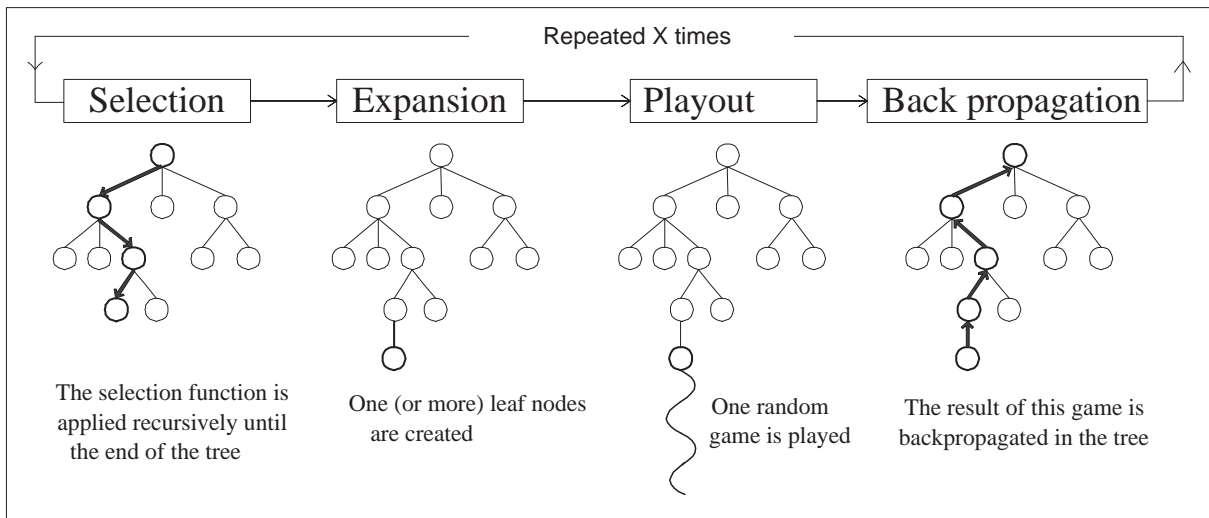 Repeated X times
Selection
Expansion
Playout
Back propagation
The selection function is
applied recursively until
the end of the tree
One (or more) leaf nodes
are created
One random
game is played
The result of this game is
backpropagated in the tree